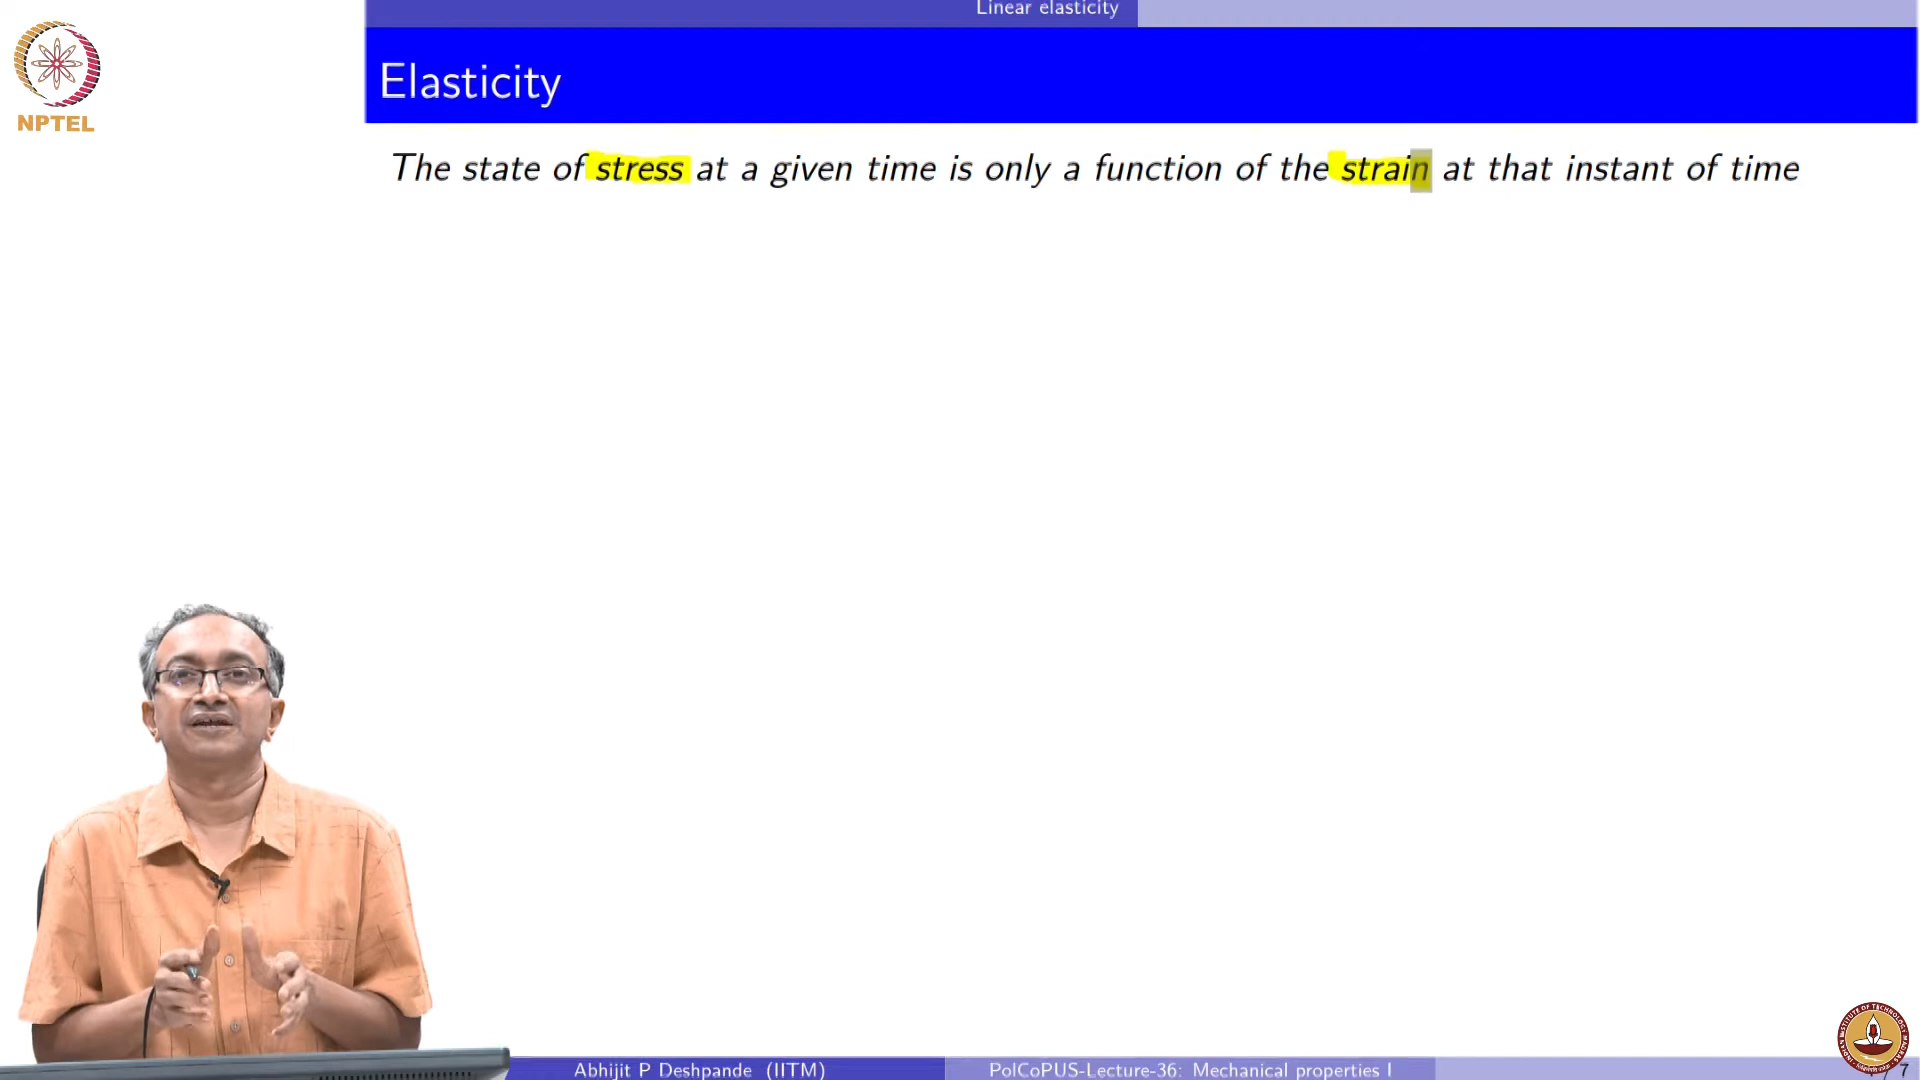 Linear elasticity
NPTEL
Elasticity
The state of stress at a given time is only a function of the strain at that instant of time
Abhijit P Deshpande (IITM)
PolCoPUS-Lecture-36: Mechanical properties I
/ 7